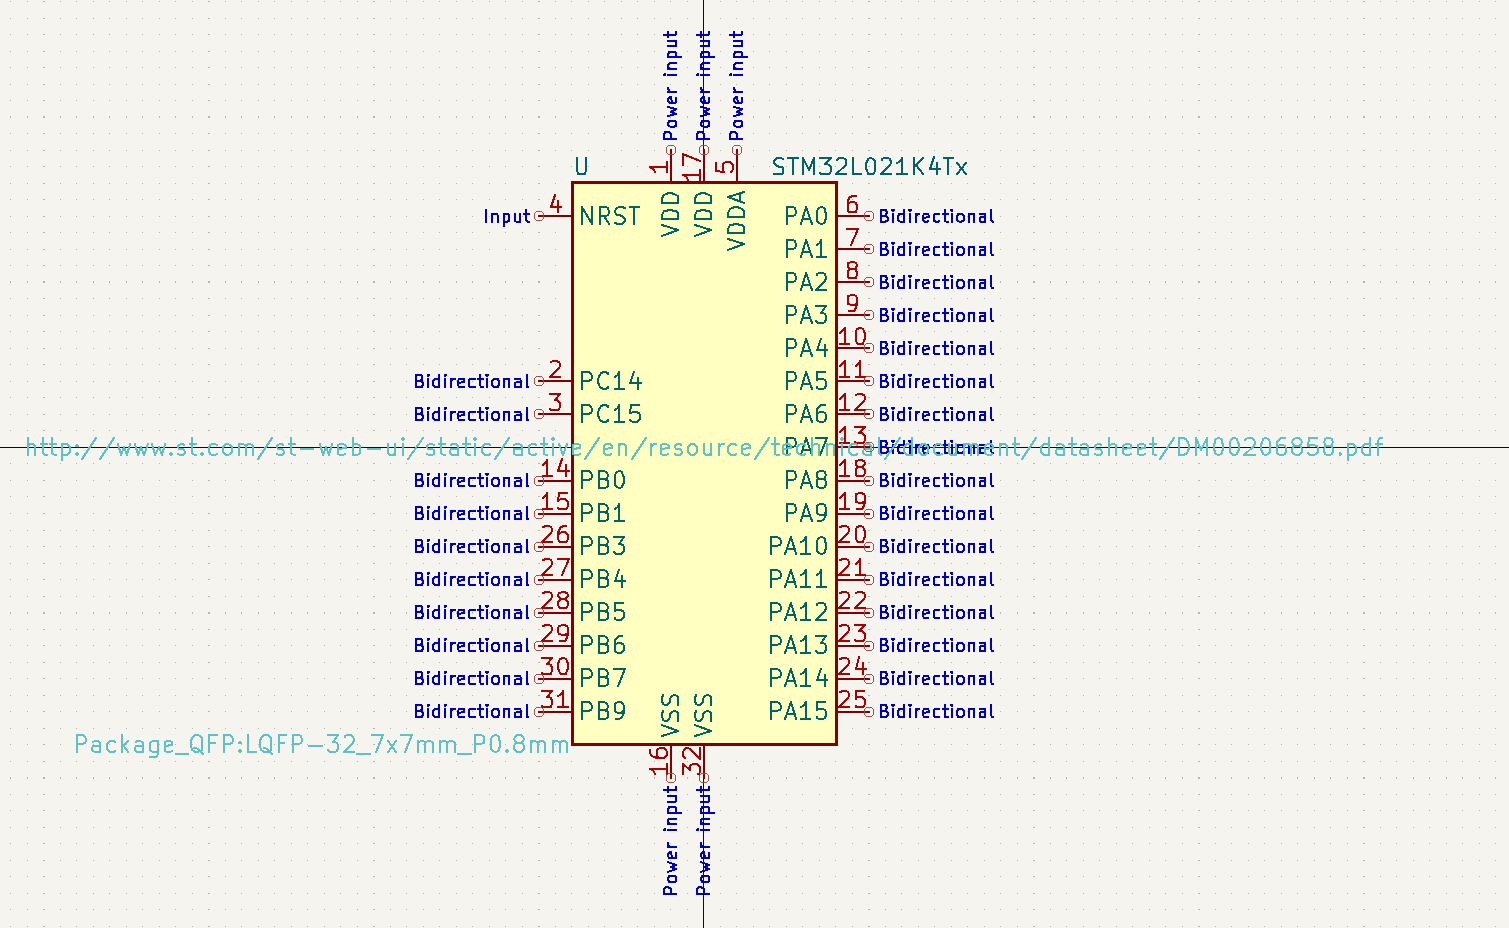 Power input
Power input
Power input
1
17
5
U
STM32L021K4Tx
VDD
VDD
VDDA
Input 4 NRST
PA0 6 Bidirectional
PA1 7 Bidirectional
PA2 8 Bidirectional
PA3 9 Bidirectional
PA4 10 Bidirectional
Bidirectional 2 PC14
PA5 11 Bidirectional
Bidirectional 3 PC15
PA6 12 Bidirectional
PA7 13 Bidirectional
http://www.st.com/st-web-ui/static/active/en/resource/technical/document/datasheet/DM00206858.pdf
Bidirectional 14 PB0
PA8 18 Bidirectional
Bidirectional 15 PB1
PA9 19 Bidirectional
Bidirectional 26 PB3
PA10 20 Bidirectional
Bidirectional 27 PB4
PA11 21 Bidirectional
Bidirectional 28 PB5
PA12 22 Bidirectional
Bidirectional 29 PB6
PA13 23 Bidirectional
Bidirectional 30 PB7
PA14 24 Bidirectional
Bidirectional 31 PB9
PA15 25 Bidirectional
VSS
VSS
Package_QFP:LQFP-32_7x7mm_P0.8mm
16
32
Power input
Power input